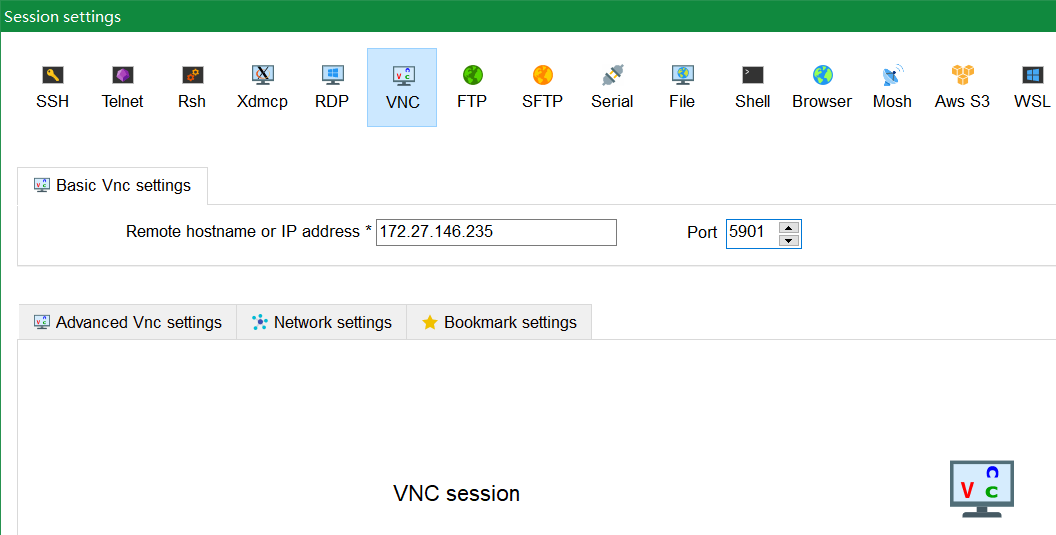 Session settings
SSH Telnet Rsh Xdmcp RDP VNC FTP SFTP Serial File Shell Browser Mosh Aws S3 WSL
Basic Vnc settings
Remote hostname or IP address * 172.27.146.235 Port 5901
Advanced Vnc settings Network settings Bookmark settings
VNC session